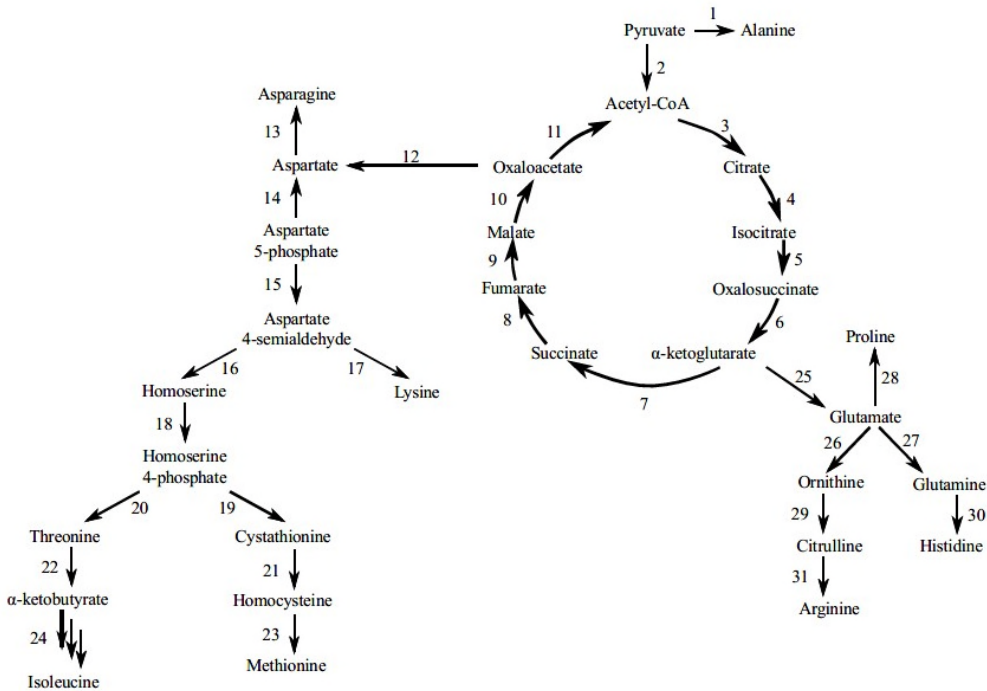 1
Pyruvate
Alanine
2
Asparagine
Acetyl-CoA
11
3
13
12
Aspartate
Oxaloacetate
Citrate
14
10
4
Aspartate
5-phosphate
Malate
Isocitrate
9
5
15
Fumarate
Oxalosuccinate
Aspartate
4-semialdehyde
8
6
Proline
Succinate
α-ketoglutarate
16
17
25
28
Homoserine
Lysine
7
Glutamate
18
26
27
Homoserine
4-phosphate
Ornithine
Glutamine
20
19
29
30
Threonine
Cystathionine
Citrulline
Histidine
22
21
31
α-ketobutyrate
Homocysteine
Arginine
24
23
Isoleucine
Methionine